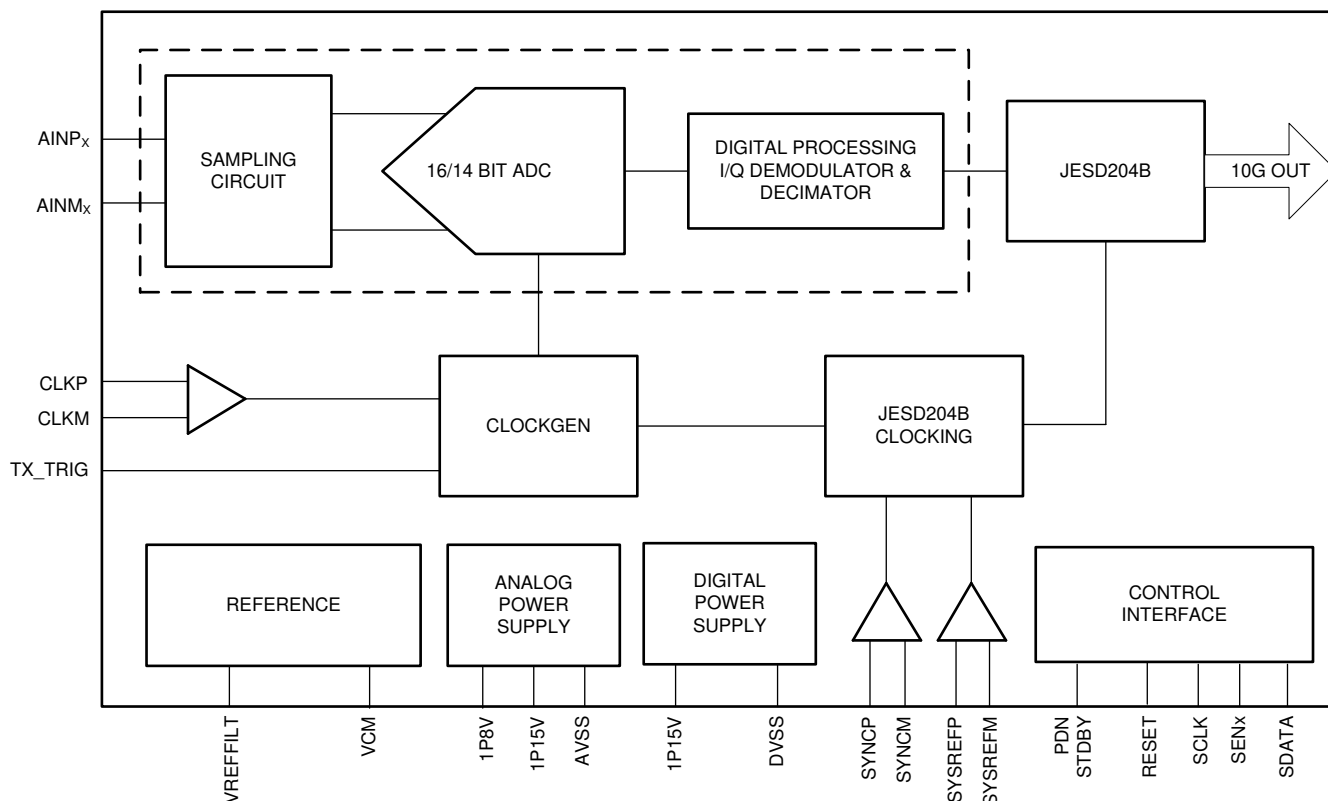 AINPX
AINMX
SAMPLING
CIRCUIT
16/14 BIT ADC
DIGITAL PROCESSING
I/Q DEMODULATOR &
DECIMATOR
JESD204B
10G OUT
CLKP
CLKM
TX_TRIG
CLOCKGEN
JESD204B
CLOCKING
REFERENCE
ANALOG
POWER
SUPPLY
DIGITAL
POWER
SUPPLY
CONTROL
INTERFACE
VREFFILT
VCM
1P8V
1P15V
AVSS
1P15V
DVSS
SYNCP
SYNCM
SYSREFP
SYSREFM
PDN
STDBY
RESET
SCLK
SENx
SDATA